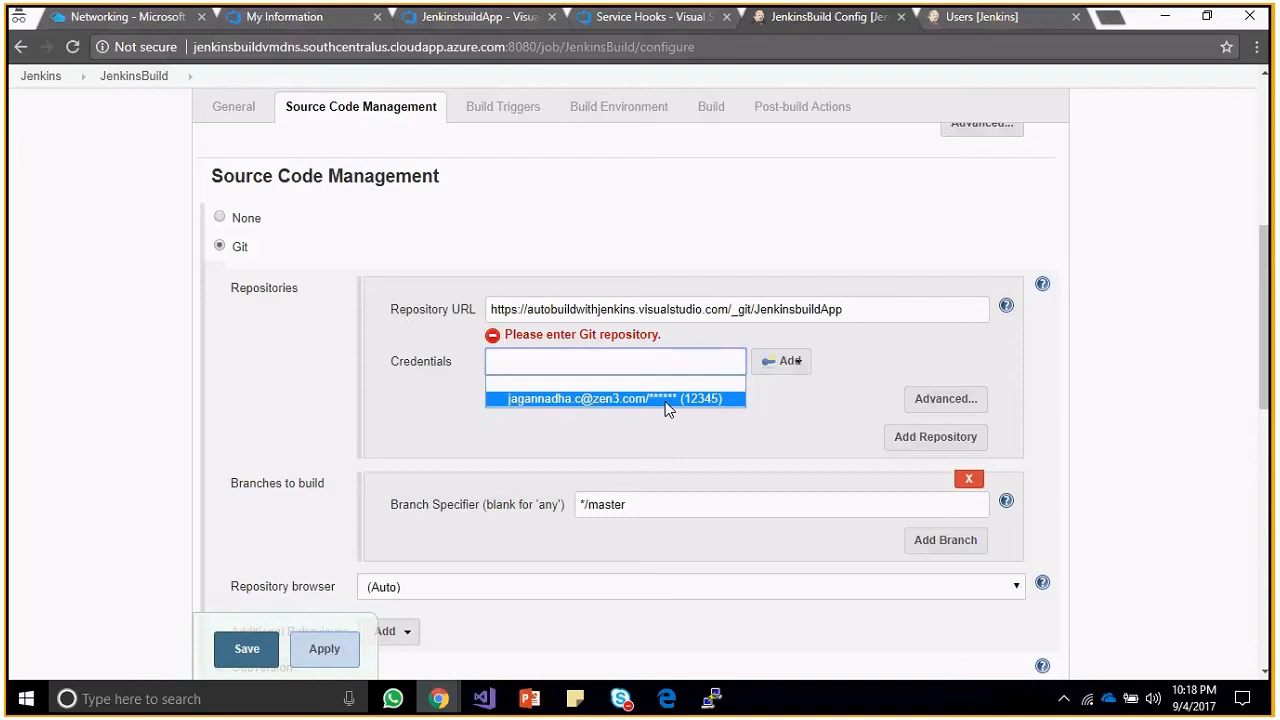 Networking - Microsoft
My Information
JenkinsbuildApp - Visua
Service Hooks - Visual S
JenkinsBuild Config [Jen
Users [Jenkins]
Not secure
jenkinsbuildvmdns.southcentralus.cloudapp.azure.com:8080/job/JenkinsBuild/configure
Jenkins
JenkinsBuild
General
Source Code Management
Build Triggers
Build Environment
Build
Post-build Actions
Advanced...
Source Code Management
None
Git
Repositories
Repository URL
https://autobuildwithjenkins.visualstudio.com/_git/JenkinsbuildApp
Please enter Git repository.
Credentials
Add
jagannadha.c@zen3.com/****** (12345)
Advanced...
Add Repository
Branches to build
X
Branch Specifier (blank for 'any')
*/master
Add Branch
Repository browser
(Auto)
Additional Behaviours
Add
Save
Apply
Subversion
Type here to search
10:18 PM
9/4/2017